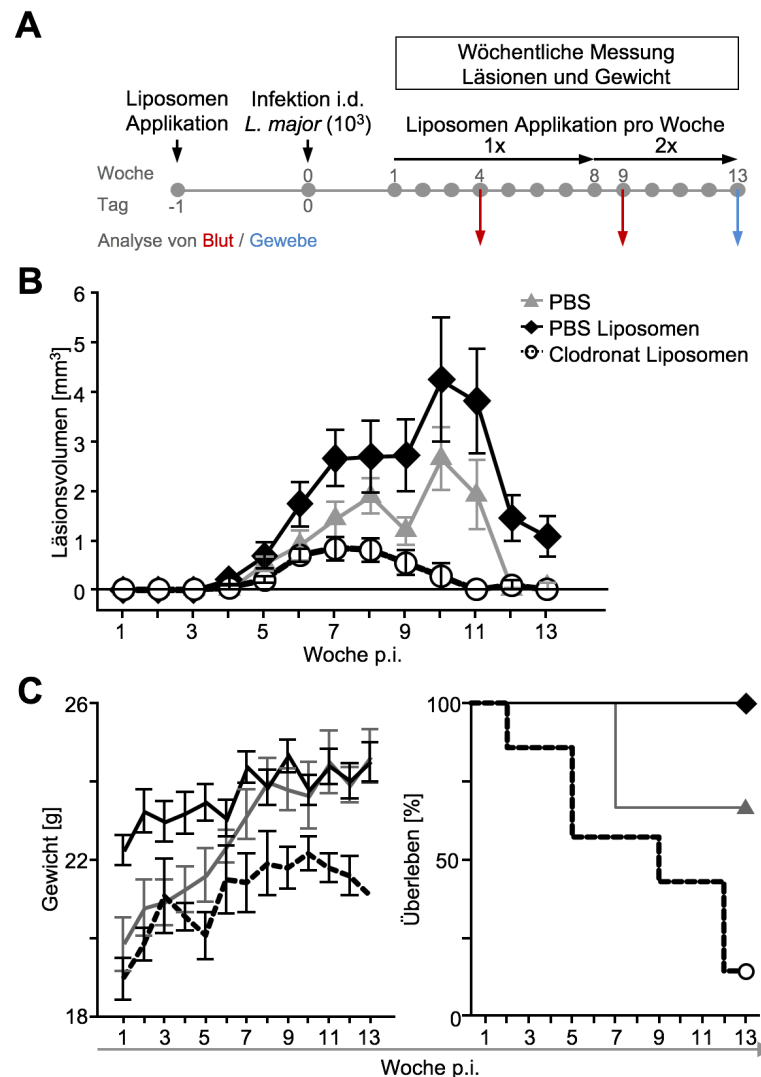 A
Wöchentliche Messung
Läsionen und Gewicht
Liposomen
Applikation
Infektion i.d.
L. major (10³)
Liposomen Applikation pro Woche
1x 2x
Woche 0 1 4 8 9 13
Tag -1 0
Analyse von Blut / Gewebe
B
Läsionsvolumen [mm³]
6
5
4
3
2
1
0
PBS
PBS Liposomen
Clodronat Liposomen
1 3 5 7 9 11 13
Woche p.i.
C
Gewicht [g]
26
22
18
1 3 5 7 9 11 13
Überleben [%]
100
50
0
1 3 5 7 9 11 13
Woche p.i.